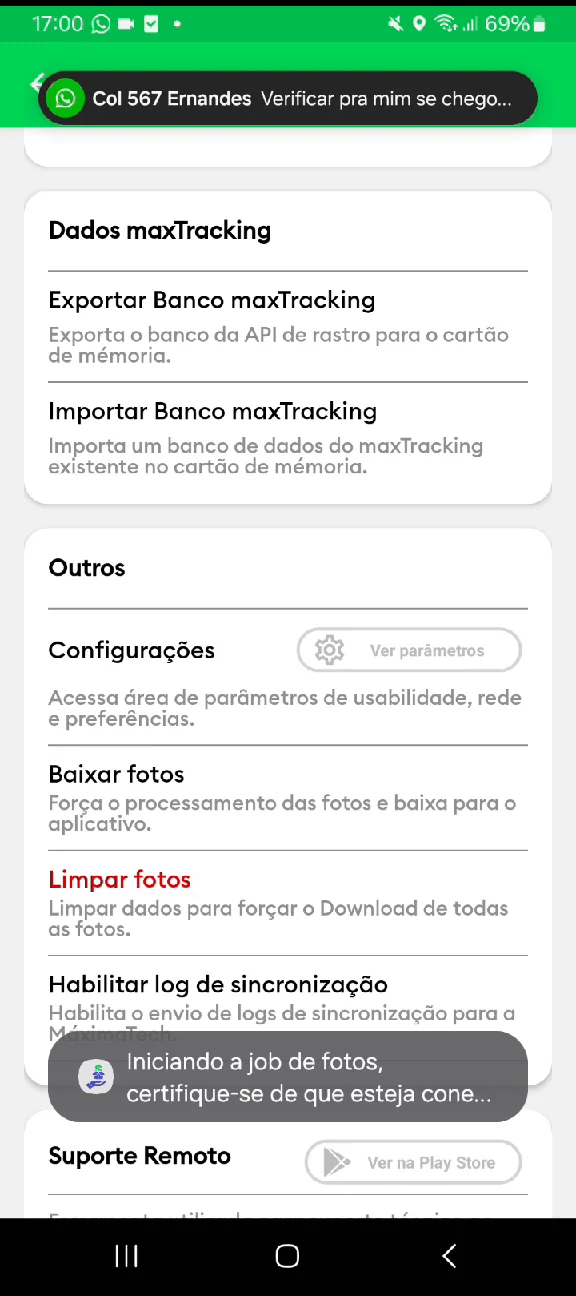 17:00
69%
Col 567 Ernandes Verificar pra mim se chego...
Dados maxTracking
Exportar Banco maxTracking
Exporta o banco da API de rastro para o cartão
de mémoria.
Importar Banco maxTracking
Importa um banco de dados do maxTracking
existente no cartão de mémoria.
Outros
Configurações
Ver parâmetros
Acessa área de parâmetros de usabilidade, rede
e preferências.
Baixar fotos
Força o processamento das fotos e baixa para o
aplicativo.
Limpar fotos
Limpar dados para forçar o Download de todas
as fotos.
Habilitar log de sincronização
Habilita o envio de logs de sincronização para a
MáximaTech.
Iniciando a job de fotos,
certifique-se de que esteja cone...
Suporte Remoto
Ver na Play Store